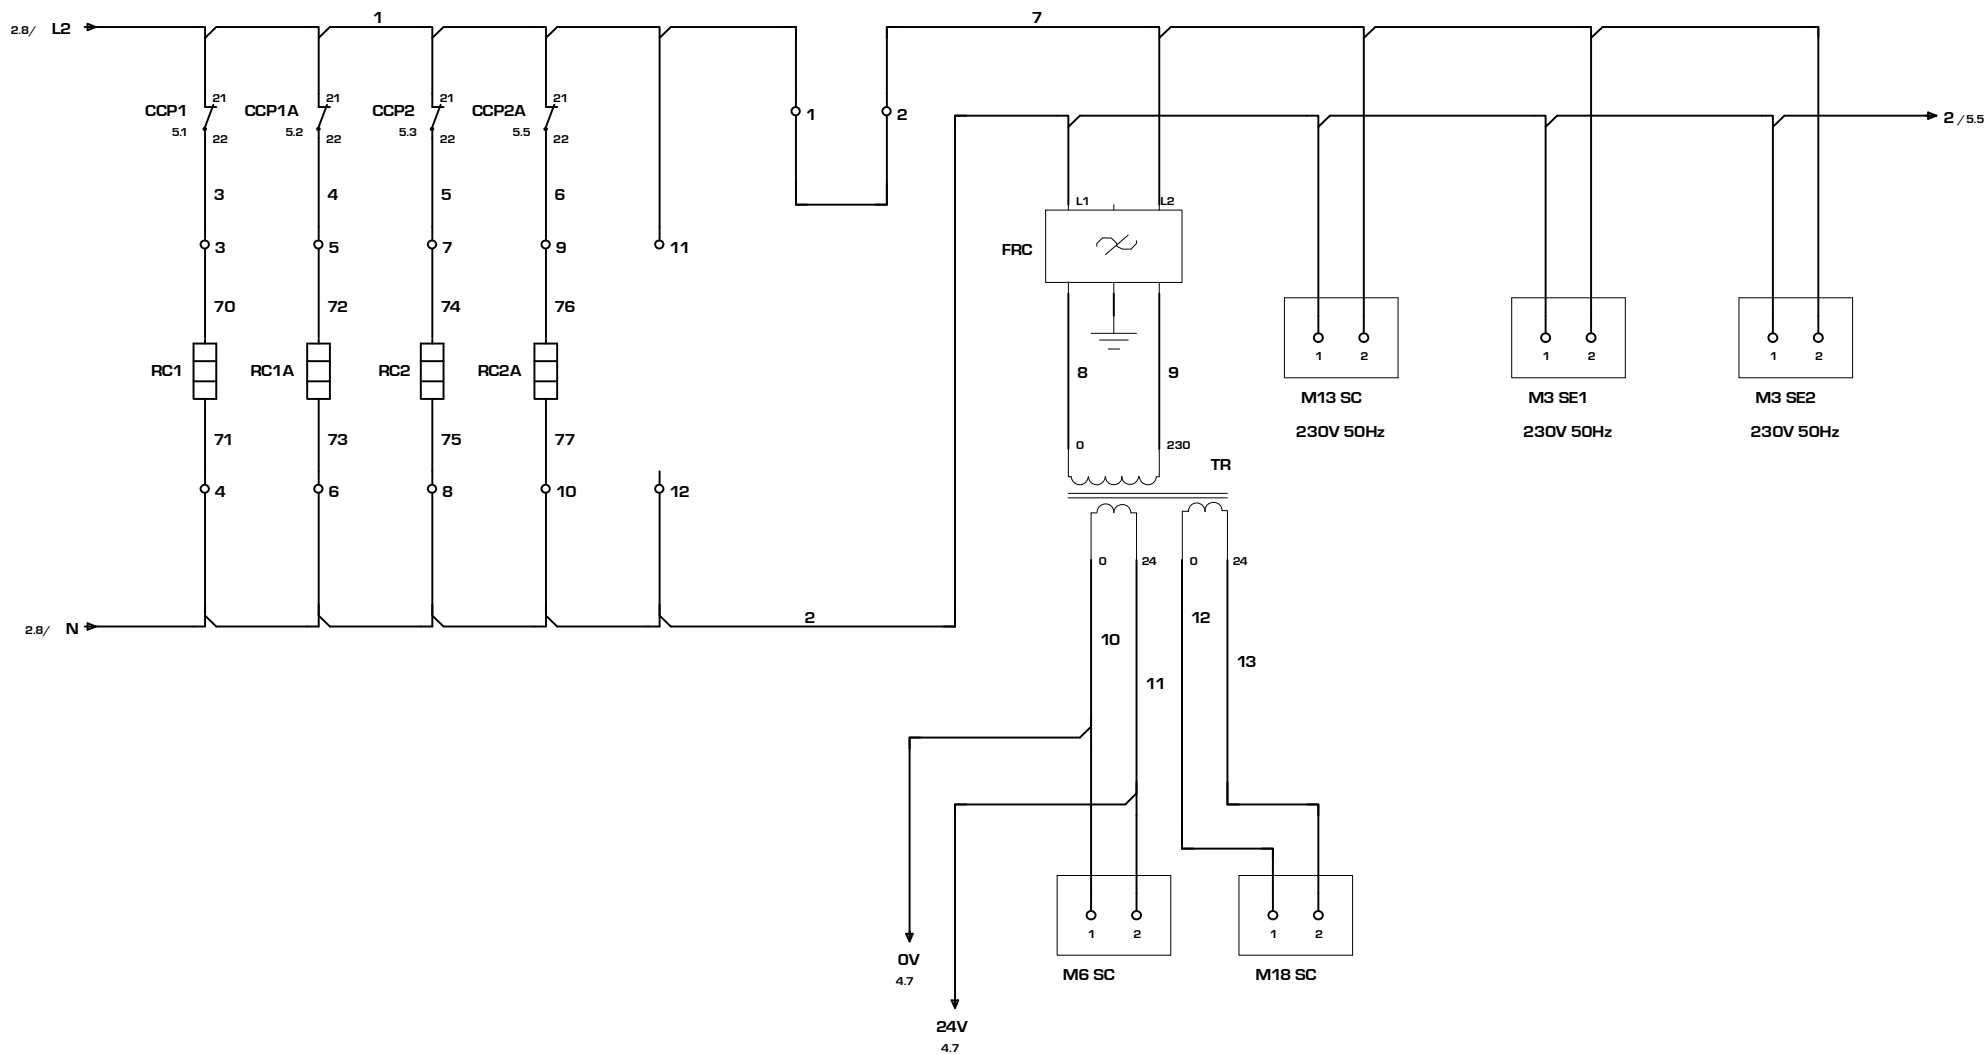 1 7
2.8/ L2
CCP1 21 CCP1A 21 CCP2 21 CCP2A 21
5.1 22 5.2 22 5.3 22 5.5 22
1 2
2 / 5.5
3 4 5 6
L1 L2
3 5 7 9 11
FRC
70 72 74 76
1 2 1 2 1 2
RC1 RC1A RC2 RC2A
8 9
M13 SC M3 SE1 M3 SE2
230V 50Hz 230V 50Hz 230V 50Hz
71 73 75 77
0 230
TR
4 6 8 10 12
0 24 0 24
2.8/ N
2
12
10
13
11
1 2 1 2
0V
4.7
M6 SC M18 SC
24V
4.7